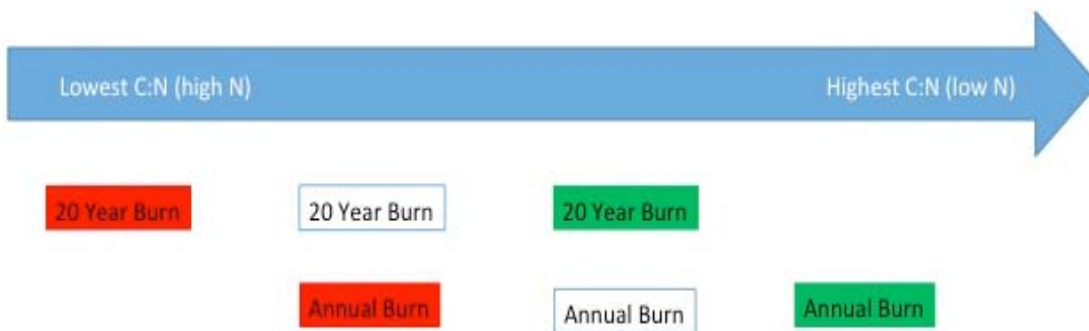 Lowest C:N (high N)
Highest C:N (low N)
20 Year Burn
20 Year Burn
20 Year Burn
Annual Burn
Annual Burn
Annual Burn